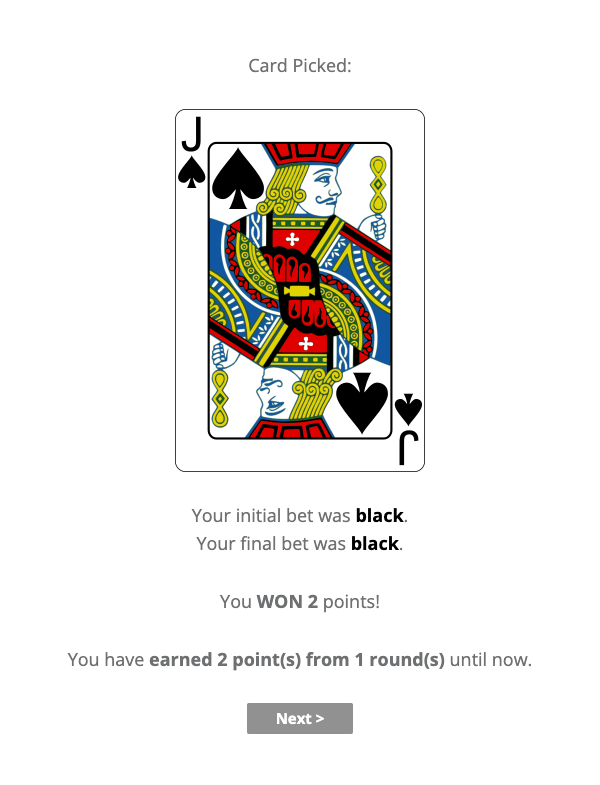 Card Picked:
J
Your initial bet was black.
Your final bet was black.
You WON 2 points!
You have earned 2 point(s) from 1 round(s) until now.
Next >